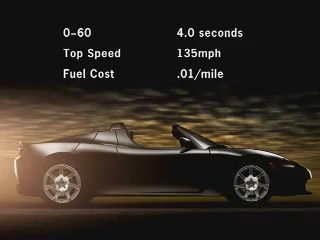 0–60 4.0 seconds
Top Speed 135mph
Fuel Cost .01/mile